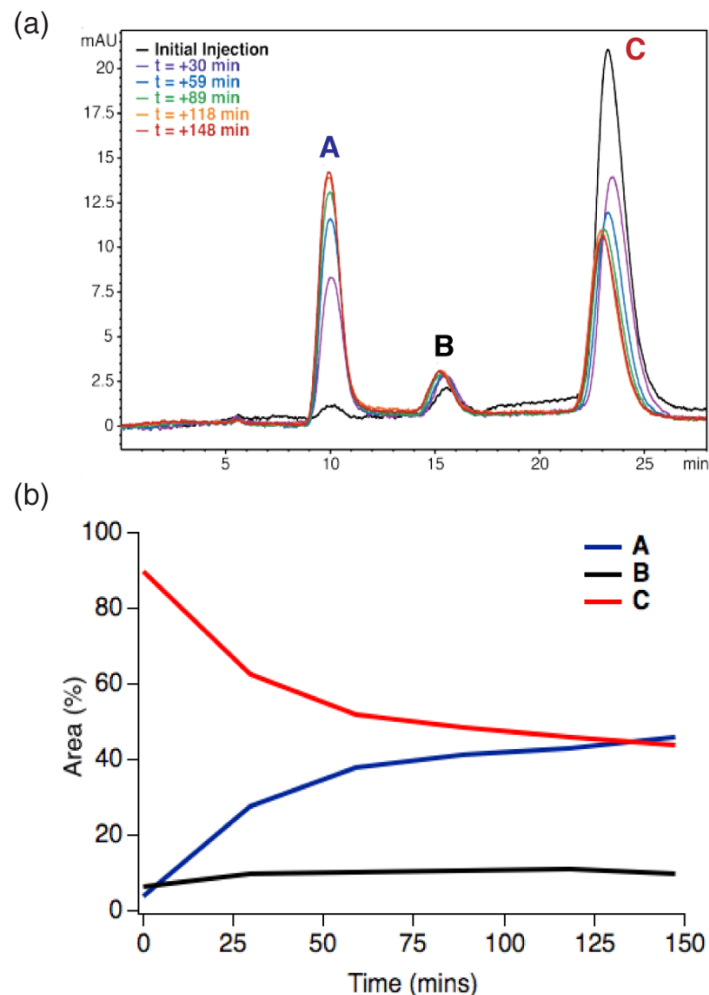 (a)
mAU
20
17.5
15
12.5
10
7.5
5
2.5
0
— Initial Injection
— t = +30 min
— t = +59 min
— t = +89 min
— t = +118 min
— t = +148 min
A
B
C
5 10 15 20 25 min
(b)
100
80
60
40
20
0
Area (%)
A
B
C
0 25 50 75 100 125 150
Time (mins)